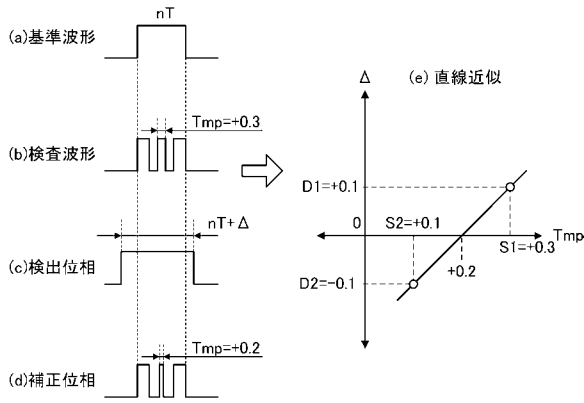 nT
(a)基準波形
Tmp=+0.3
(b)検査波形
nT+Δ
(c)検出位相
Tmp=+0.2
(d)補正位相
Δ
(e) 直線近似
D1=+0.1
0
S2=+0.1
Tmp
S1=+0.3
+0.2
D2=-0.1